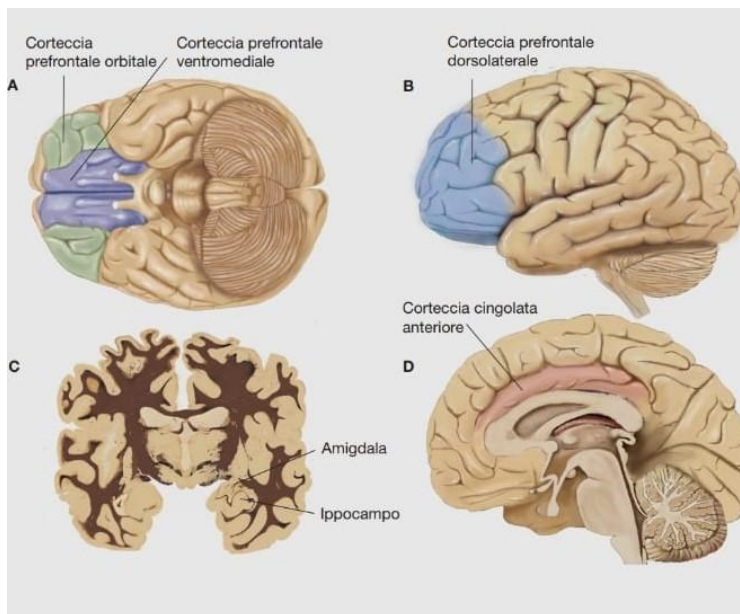 Corteccia
prefrontale orbitale
Corteccia prefrontale
ventromediale
A
Corteccia prefrontale
dorsolaterale
B
C
Amigdala
Ippocampo
Corteccia cingolata
anteriore
D